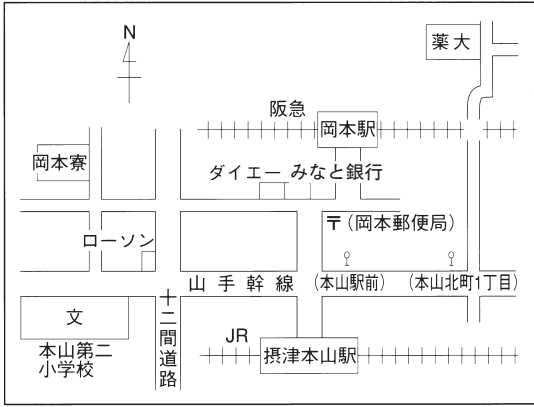 N
薬大
阪急
岡本駅
岡本寮
ダイエー みなと銀行
〒(岡本郵便局)
ローソン
山手幹線
(本山駅前)
(本山北町1丁目)
文
本山第二
小学校
十二間道路
JR
摂津本山駅